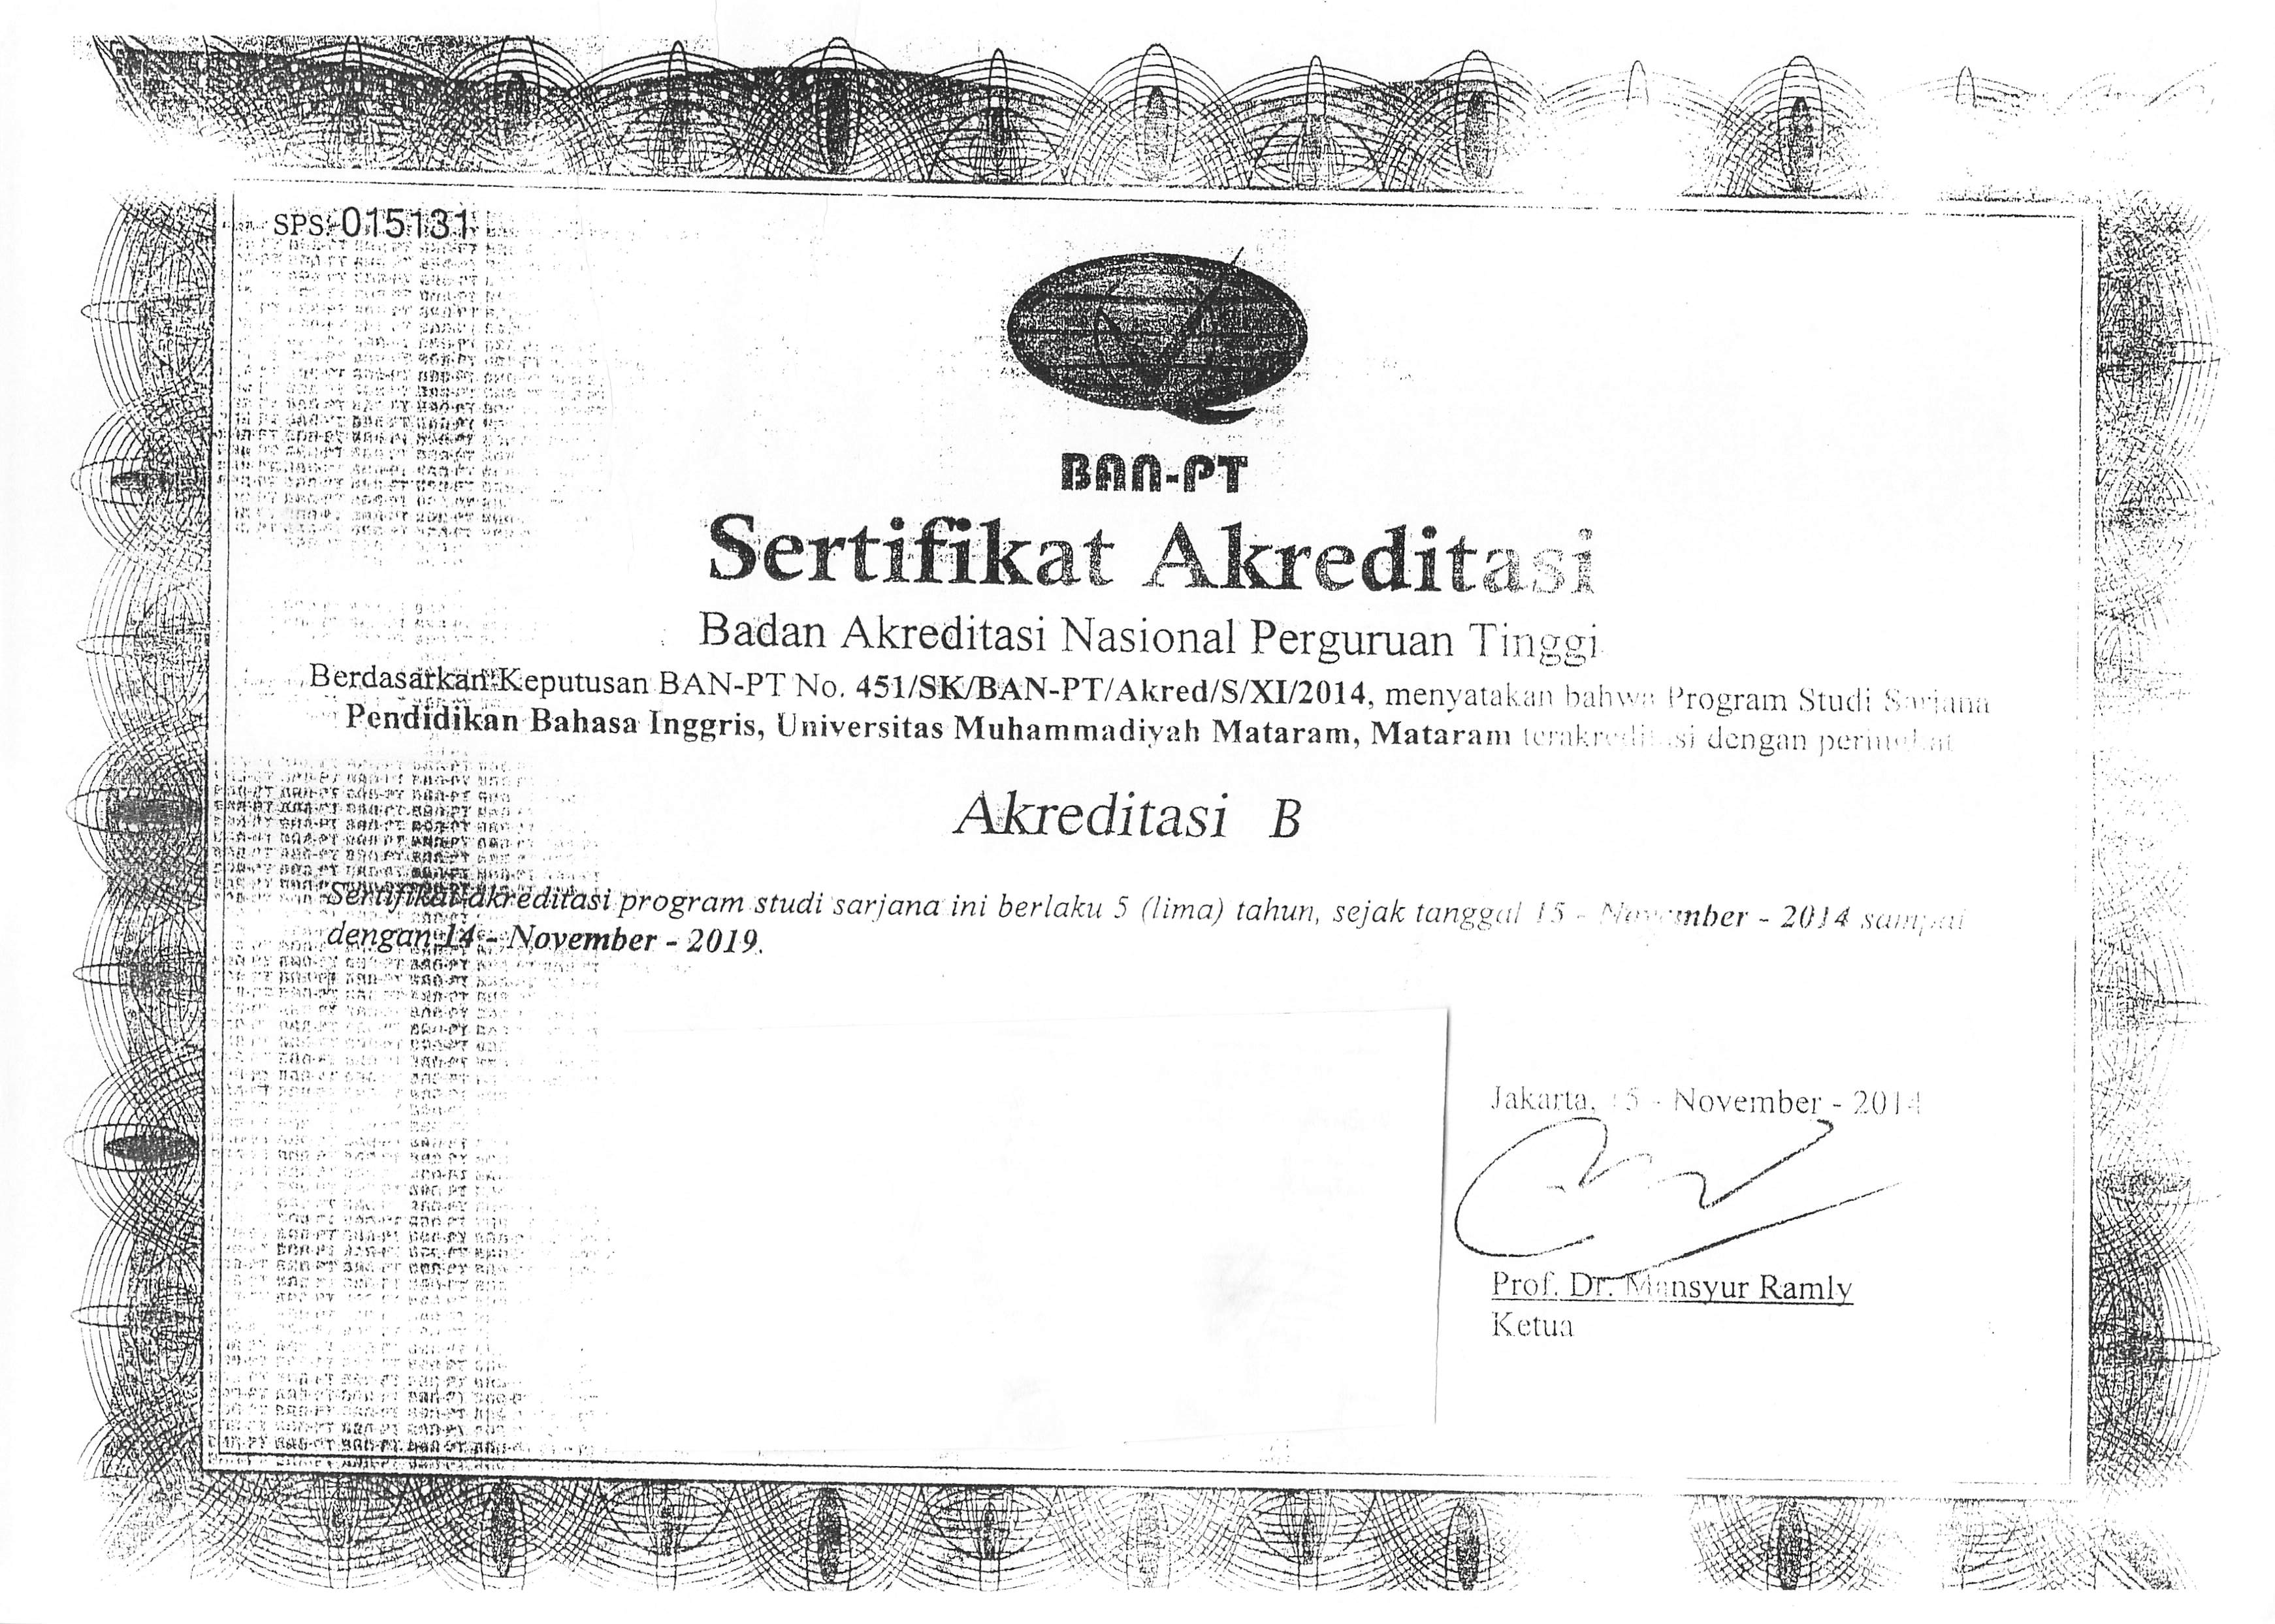 SPS: 015131
BAN-PT
Sertifikat Akreditasi
Badan Akreditasi Nasional Perguruan Tinggi
Berdasarkan Keputusan BAN-PT No. 451/SK/BAN-PT/Akred/S/XI/2014, menyatakan bahwa Program Studi Sarjana
Pendidikan Bahasa Inggris, Universitas Muhammadiyah Mataram, Mataram terakreditasi dengan peringkat
Akreditasi B
Sertifikat akreditasi program studi sarjana ini berlaku 5 (lima) tahun, sejak tanggal 15 - November - 2014 sampai
dengan 14 - November - 2019.
Jakarta, 15 - November - 2014
Prof. Dr. Mansyur Ramly
Ketua